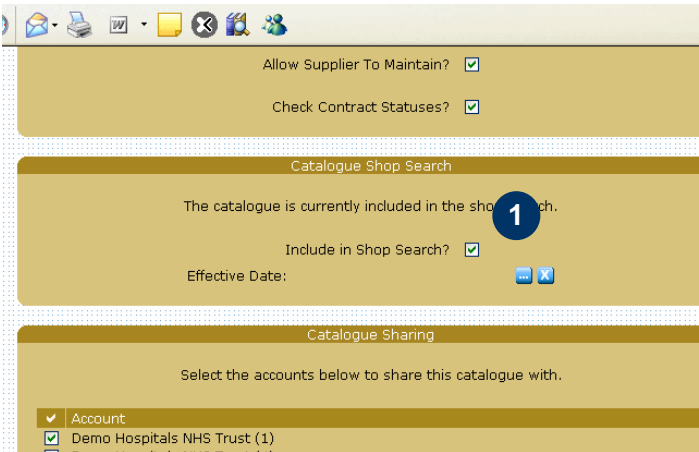 Allow Supplier To Maintain?
Check Contract Statuses?
Catalogue Shop Search
The catalogue is currently included in the
1
Include in Shop Search?
Effective Date:
... X
Catalogue Sharing
Select the accounts below to share this catalogue with.
Account
Demo Hospitals NHS Trust (1)